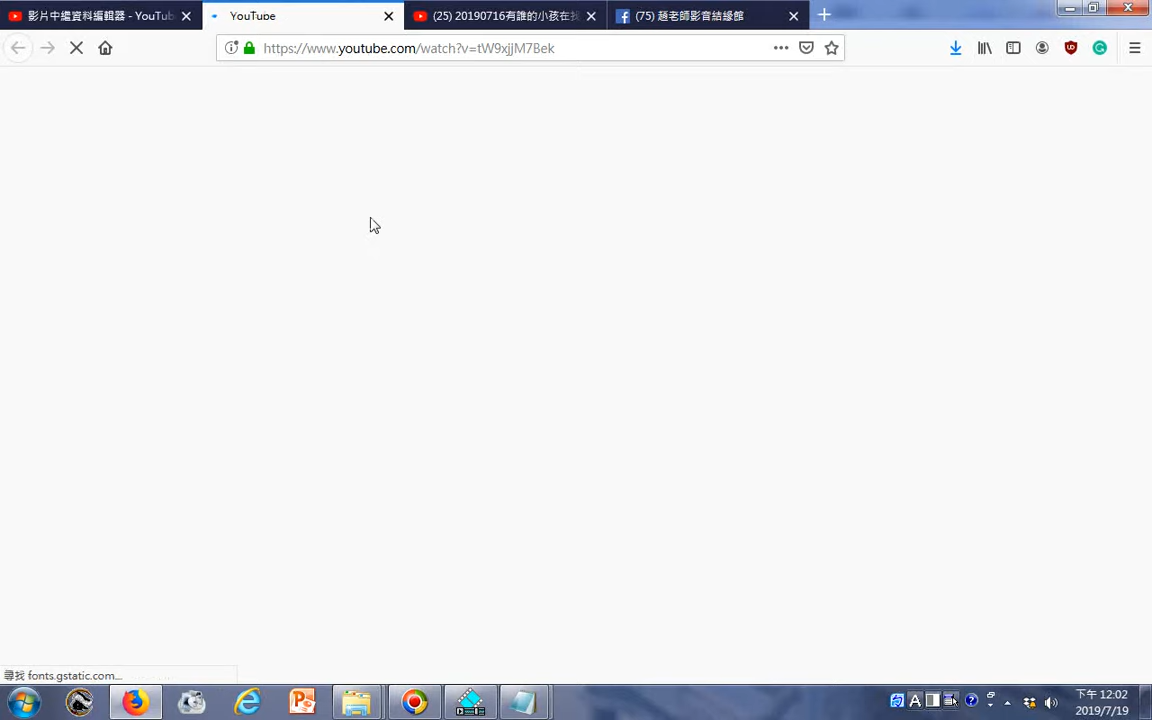 影片中繼資料編輯器 - YouTub
YouTube
(25) 20190716有誰的小孩在找
(75) 趙老師影音結緣館
https://www.youtube.com/watch?v=tW9xjjM7Bek
尋找 fonts.gstatic.com...
下午 12:02
2019/7/19